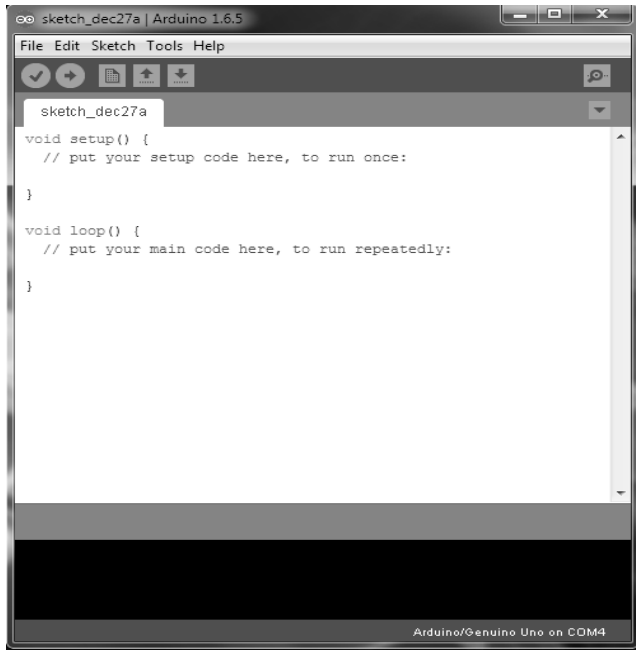 sketch_dec27a | Arduino 1.6.5
File Edit Sketch Tools Help
sketch_dec27a
void setup() {
  // put your setup code here, to run once:
}
void loop() {
  // put your main code here, to run repeatedly:
}
Arduino/Genuino Uno on COM4